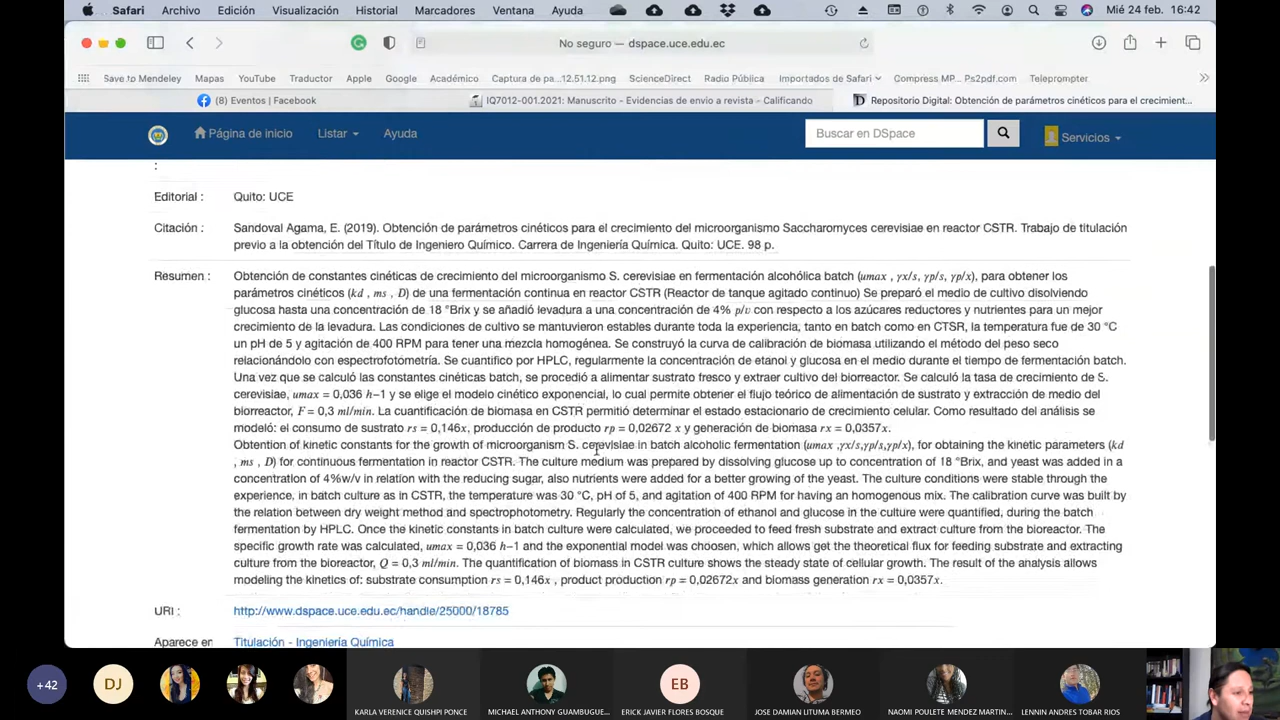 Safari Archivo Edición Visualización Historial Marcadores Ventana Ayuda Mié 24 feb. 16:42
No seguro — dspace.uce.edu.ec
Save to Mendeley Mapas YouTube Traductor Apple Google Académico Captura de pa...12.51.12.png ScienceDirect Radio Pública Importados de Safari Compress MP... Ps2pdf.com Teleprompter
(8) Eventos | Facebook IQ7012-001.2021: Manuscrito - Evidencias de envio a revista - Calificando Repositorio Digital: Obtención de parámetros cinéticos para el crecimient...
Página de inicio Listar Ayuda Buscar en DSpace Servicios
:
Editorial : Quito: UCE
Citación : Sandoval Agama, E. (2019). Obtención de parámetros cinéticos para el crecimiento del microorganismo Saccharomyces cerevisiae en reactor CSTR. Trabajo de titulación
previo a la obtención del Título de Ingeniero Químico. Carrera de Ingeniería Química. Quito: UCE. 98 p.
Resumen : Obtención de constantes cinéticas de crecimiento del microorganismo S. cerevisiae en fermentación alcohólica batch (umax , γx/s, γp/s, γp/x), para obtener los
parámetros cinéticos (kd , ms , D) de una fermentación continua en reactor CSTR (Reactor de tanque agitado continuo) Se preparó el medio de cultivo disolviendo
glucosa hasta una concentración de 18 °Brix y se añadió levadura a una concentración de 4% p/v con respecto a los azúcares reductores y nutrientes para un mejor
crecimiento de la levadura. Las condiciones de cultivo se mantuvieron estables durante toda la experiencia, tanto en batch como en CTSR, la temperatura fue de 30 °C
un pH de 5 y agitación de 400 RPM para tener una mezcla homogénea. Se construyó la curva de calibración de biomasa utilizando el método del peso seco
relacionándolo con espectrofotometría. Se cuantifico por HPLC, regularmente la concentración de etanol y glucosa en el medio durante el tiempo de fermentación batch.
Una vez que se calculó las constantes cinéticas batch, se procedió a alimentar sustrato fresco y extraer cultivo del biorreactor. Se calculó la tasa de crecimiento de S.
cerevisiae, umax = 0,036 h−1 y se elige el modelo cinético exponencial, lo cual permite obtener el flujo teórico de alimentación de sustrato y extracción de medio del
biorreactor, F = 0,3 ml/min. La cuantificación de biomasa en CSTR permitió determinar el estado estacionario de crecimiento celular. Como resultado del análisis se
modeló: el consumo de sustrato rs = 0,146x, producción de producto rp = 0,02672 x y generación de biomasa rx = 0,0357x.
Obtention of kinetic constants for the growth of microorganism S. cerevisiae in batch alcoholic fermentation (umax ,γx/s,γp/s,γp/x), for obtaining the kinetic parameters (kd
, ms , D) for continuous fermentation in reactor CSTR. The culture medium was prepared by dissolving glucose up to concentration of 18 °Brix, and yeast was added in a
concentration of 4%w/v in relation with the reducing sugar, also nutrients were added for a better growing of the yeast. The culture conditions were stable through the
experience, in batch culture as in CSTR, the temperature was 30 °C, pH of 5, and agitation of 400 RPM for having an homogenous mix. The calibration curve was built by
the relation between dry weight method and spectrophotometry. Regularly the concentration of ethanol and glucose in the culture were quantified, during the batch
fermentation by HPLC. Once the kinetic constants in batch culture were calculated, we proceeded to feed fresh substrate and extract culture from the bioreactor. The
specific growth rate was calculated, umax = 0,036 h−1 and the exponential model was choosen, which allows get the theoretical flux for feeding substrate and extracting
culture from the bioreactor, Q = 0,3 ml/min. The quantification of biomass in CSTR culture shows the steady state of cellular growth. The result of the analysis allows
modeling the kinetics of: substrate consumption rs = 0,146x , product production rp = 0,02672x and biomass generation rx = 0,0357x.
URI : http://www.dspace.uce.edu.ec/handle/25000/18785
Aparece en Titulación - Ingeniería Química
+42 DJ EB
KARLA VERENICE QUISHPI PONCE MICHAEL ANTHONY GUAMBUGUE... ERICK JAVIER FLORES BOSQUE JOSE DAMIAN LITUMA BERMEO NAOMI POULETE MENDEZ MARTIN... LENNIN ANDRES TOBAR RIOS